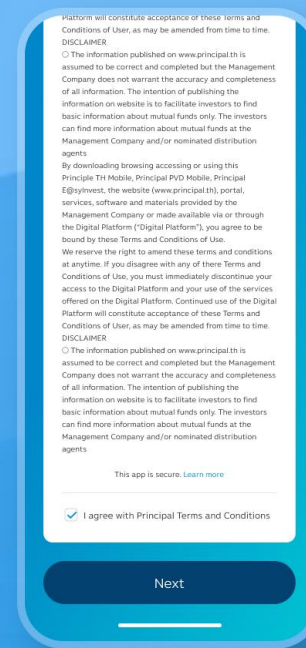 Platform will constitute acceptance of these Terms and
Conditions of User, as may be amended from time to time.
DISCLAIMER
○ The information published on www.principal.th is
assumed to be correct and completed but the Management
Company does not warrant the accuracy and completeness
of all information. The intention of publishing the
information on website is to facilitate investors to find
basic information about mutual funds only. The investors
can find more information about mutual funds at the
Management Company and/or nominated distribution
agents
By downloading browsing accessing or using this
Principle TH Mobile, Principal PVD Mobile, Principal
E@syInvest, the website (www.principal.th), portal,
services, software and materials provided by the
Management Company or made available via or through
the Digital Platform ("Digital Platform"), you agree to be
bound by these Terms and Conditions of Use.
We reserve the right to amend these terms and conditions
at anytime. If you disagree with any of there Terms and
Conditions of Use, you must immediately discontinue your
access to the Digital Platform and your use of the services
offered on the Digital Platform. Continued use of the Digital
Platform will constitute acceptance of these Terms and
Conditions of User, as may be amended from time to time.
DISCLAIMER
○ The information published on www.principal.th is
assumed to be correct and completed but the Management
Company does not warrant the accuracy and completeness
of all information. The intention of publishing the
information on website is to facilitate investors to find
basic information about mutual funds only. The investors
can find more information about mutual funds at the
Management Company and/or nominated distribution
agents
This app is secure. Learn more
I agree with Principal Terms and Conditions
Next